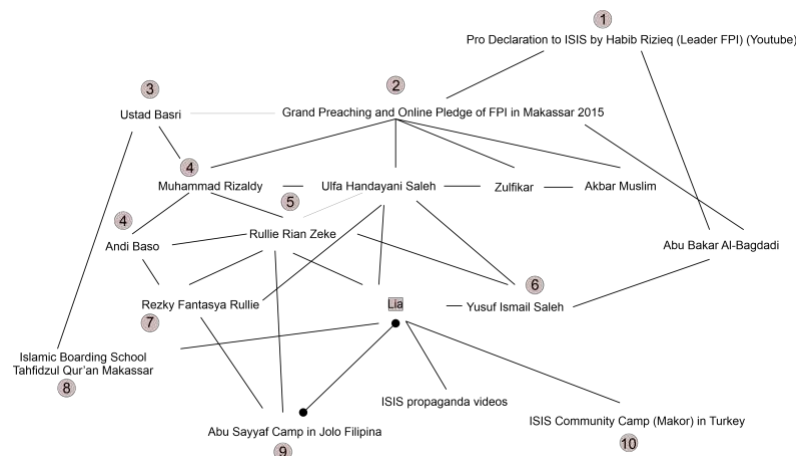 1
Pro Declaration to ISIS by Habib Rizieq (Leader FPI) (Youtube)
2
Grand Preaching and Online Pledge of FPI in Makassar 2015
3
Ustad Basri
4
Muhammad Rizaldy
Ulfa Handayani Saleh
Zulfikar
Akbar Muslim
5
Rullie Rian Zeke
4
Andi Baso
Abu Bakar Al-Bagdadi
6
Yusuf Ismail Saleh
Lia
Rezky Fantasya Rullie
7
Islamic Boarding School
Tahfidzul Qur'an Makassar
8
ISIS propaganda videos
ISIS Community Camp (Makor) in Turkey
10
Abu Sayyaf Camp in Jolo Filipina
9